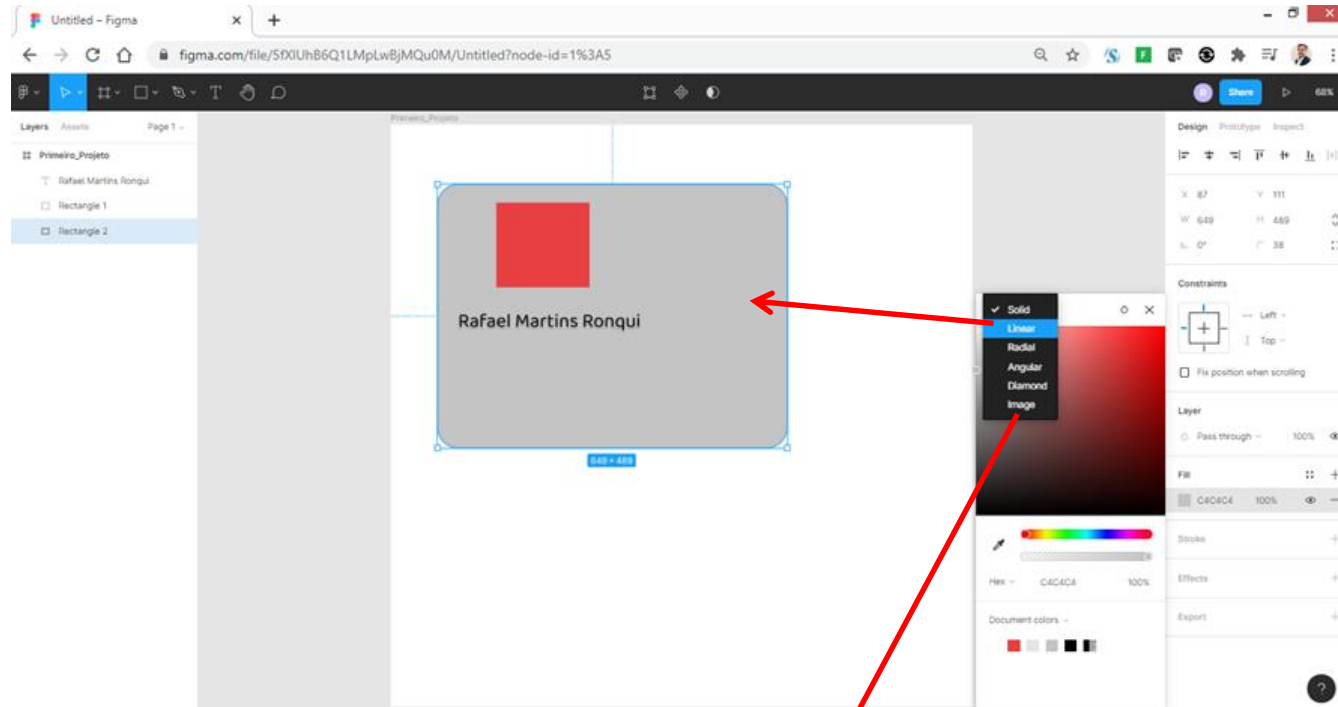 Untitled – Figma
figma.com/file/5fXlUhB6Q1LMpLwBjMQu0M/Untitled?node-id=1%3A5
Share
68%
Layers Assets Page 1
Primeiro_Projeto
Design Prototype Inspect
Primeiro_Projeto
Rafael Martins Ronqui
Rectangle 1
Rectangle 2
X 87 Y 111
W 649 H 489
0° 38
Constraints
Left
Top
Fix position when scrolling
Rafael Martins Ronqui
649 × 489
Solid
Linear
Radial
Angular
Diamond
Image
Layer
Pass through 100%
Fill
C4C4C4 100%
Stroke
Effects
Export
Hex C4C4C4 100%
Document colors
?